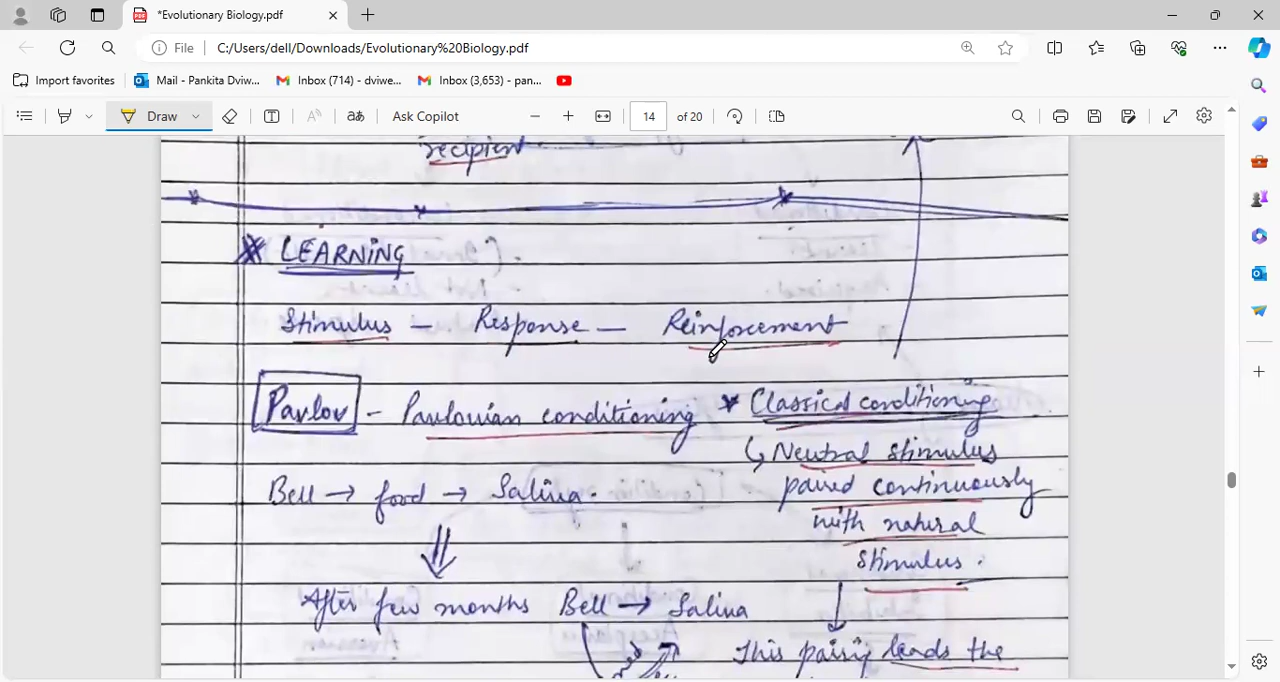 *Evolutionary Biology.pdf
File C:/Users/dell/Downloads/Evolutionary%20Biology.pdf
Import favorites Mail - Pankita Dviw... Inbox (714) - dviwe... Inbox (3,653) - pan...
Draw Ask Copilot 14 of 20
recipient
LEARNING
Stimulus - Response - Reinforcement
Pavlov - Pavlovian conditioning * Classical conditioning
↳ Neutral stimulus
Bell → food → Saliva. paired continuously
with natural
stimulus.
After few months Bell → Saliva
This pairig leads the